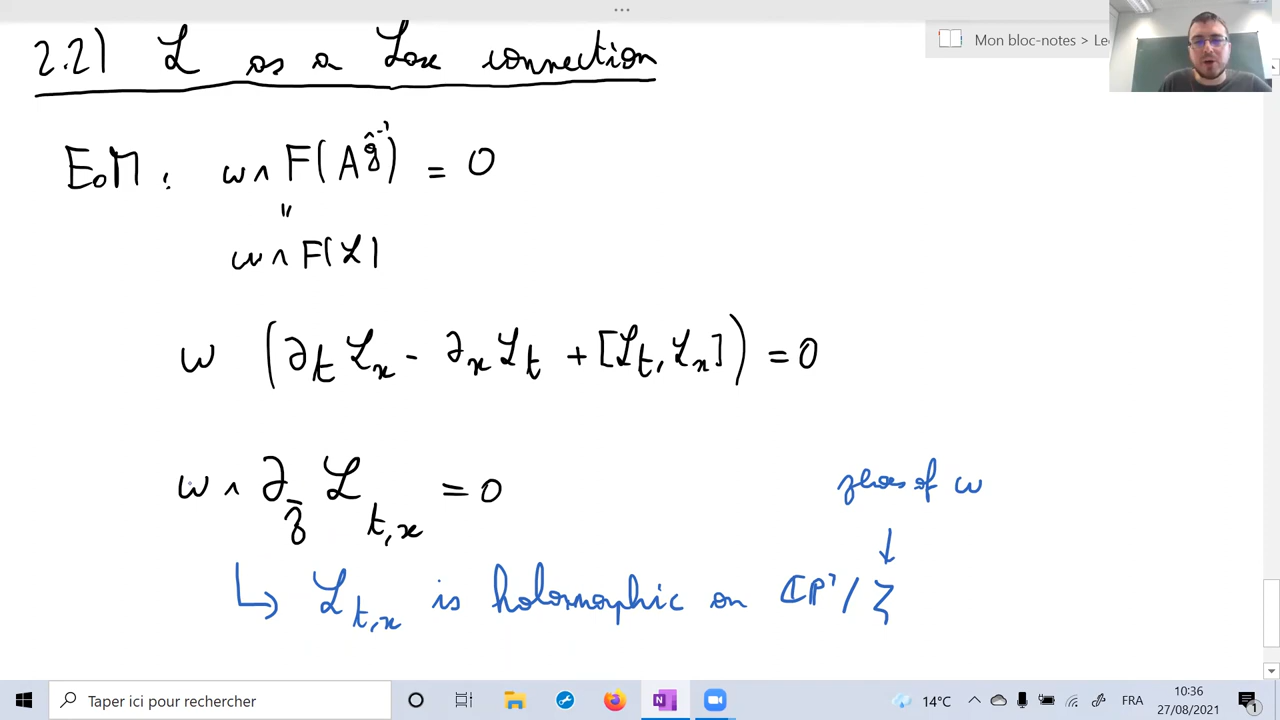 2.2) ℒ as a Lax connection
Mon bloc-notes > Le
EoM : ω ∧ F(A^{ĝ^{-1}}) = 0
"
ω ∧ F(ℒ)
ω (∂_t ℒ_x - ∂_x ℒ_t + [ℒ_t, ℒ_x]) = 0
ω ∧ ∂_{z̄} ℒ_{t,x} = 0
zeros of ω
↓
↳ ℒ_{t,x} is holomorphic on ℂP¹ / ζ
Taper ici pour rechercher
14°C
FRA
10:36
27/08/2021
1